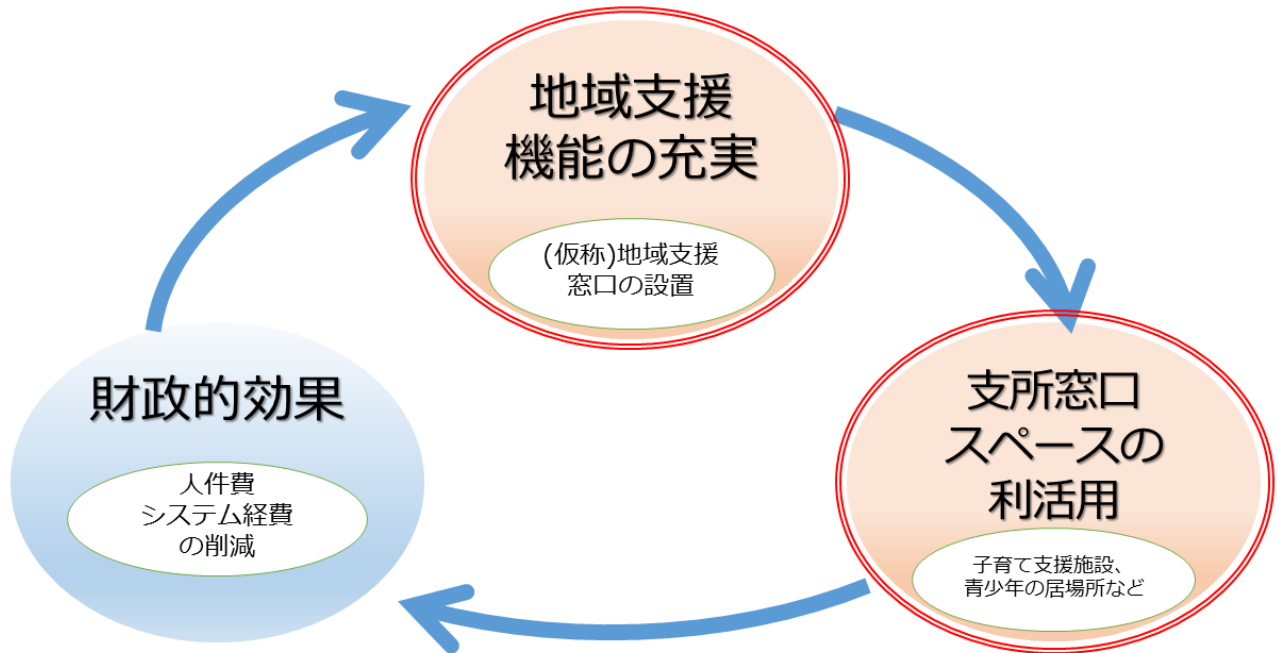 地域支援
機能の充実
(仮称)地域支援
窓口の設置
財政的効果
人件費
システム経費
の削減
支所窓口
スペースの
利活用
子育て支援施設、
青少年の居場所など